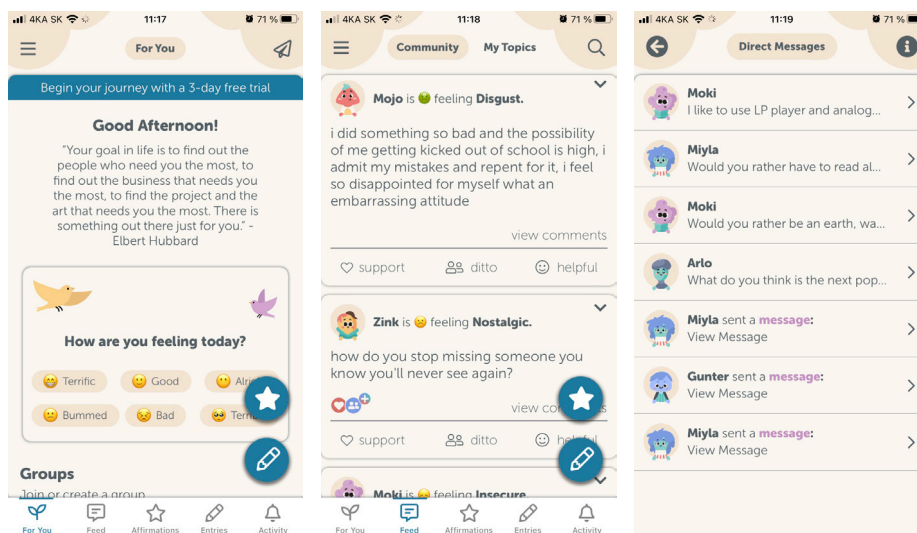 4KA SK
11:17
71 %
For You
Begin your journey with a 3-day free trial
Good Afternoon!
"Your goal in life is to find out the
people who need you the most, to
find out the business that needs you
the most, to find the project and the
art that needs you the most. There is
something out there just for you." -
Elbert Hubbard
How are you feeling today?
Terrific
Good
Bummed
Bad
Groups
Join or create a group
For You
Feed
Affirmations
Entries
Activity
4KA SK
11:18
71 %
Community
My Topics
Mojo is feeling Disgust.
i did something so bad and the possibility
of me getting kicked out of school is high, i
admit my mistakes and repent for it, i feel
so disappointed for myself what an
embarrassing attitude
view comments
support
ditto
helpful
Zink is feeling Nostalgic.
how do you stop missing someone you
know you'll never see again?
view
support
ditto
Moki is feeling Insecure.
For You
Feed
Affirmations
Entries
Activity
4KA SK
11:19
71 %
Direct Messages
Moki
I like to use LP player and analog...
Miyla
Would you rather have to read al...
Moki
Would you rather be an earth, wa...
Arlo
What do you think is the next pop...
Miyla sent a message:
View Message
Gunter sent a message:
View Message
Miyla sent a message:
View Message